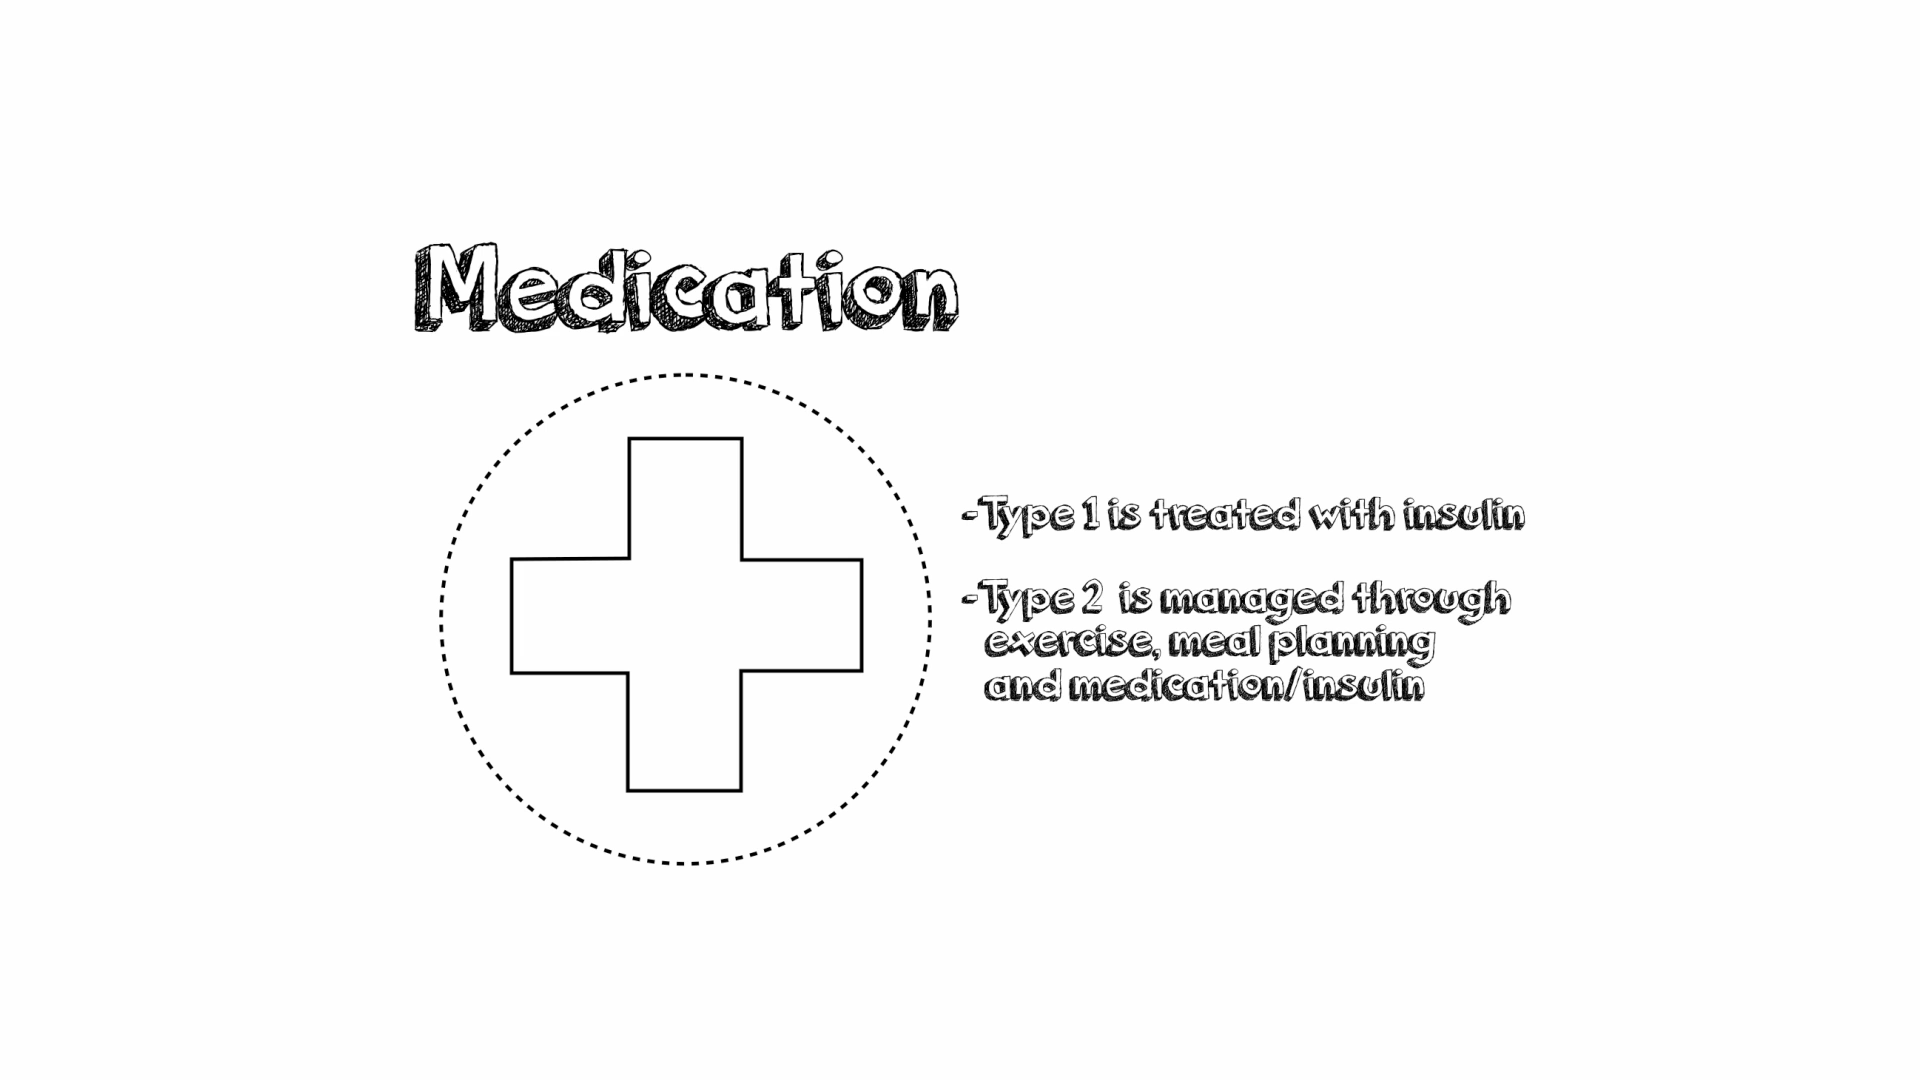 Medication
-Type 1 is treated with insulin
-Type 2 is managed through
exercise, meal planning
and medication/insulin